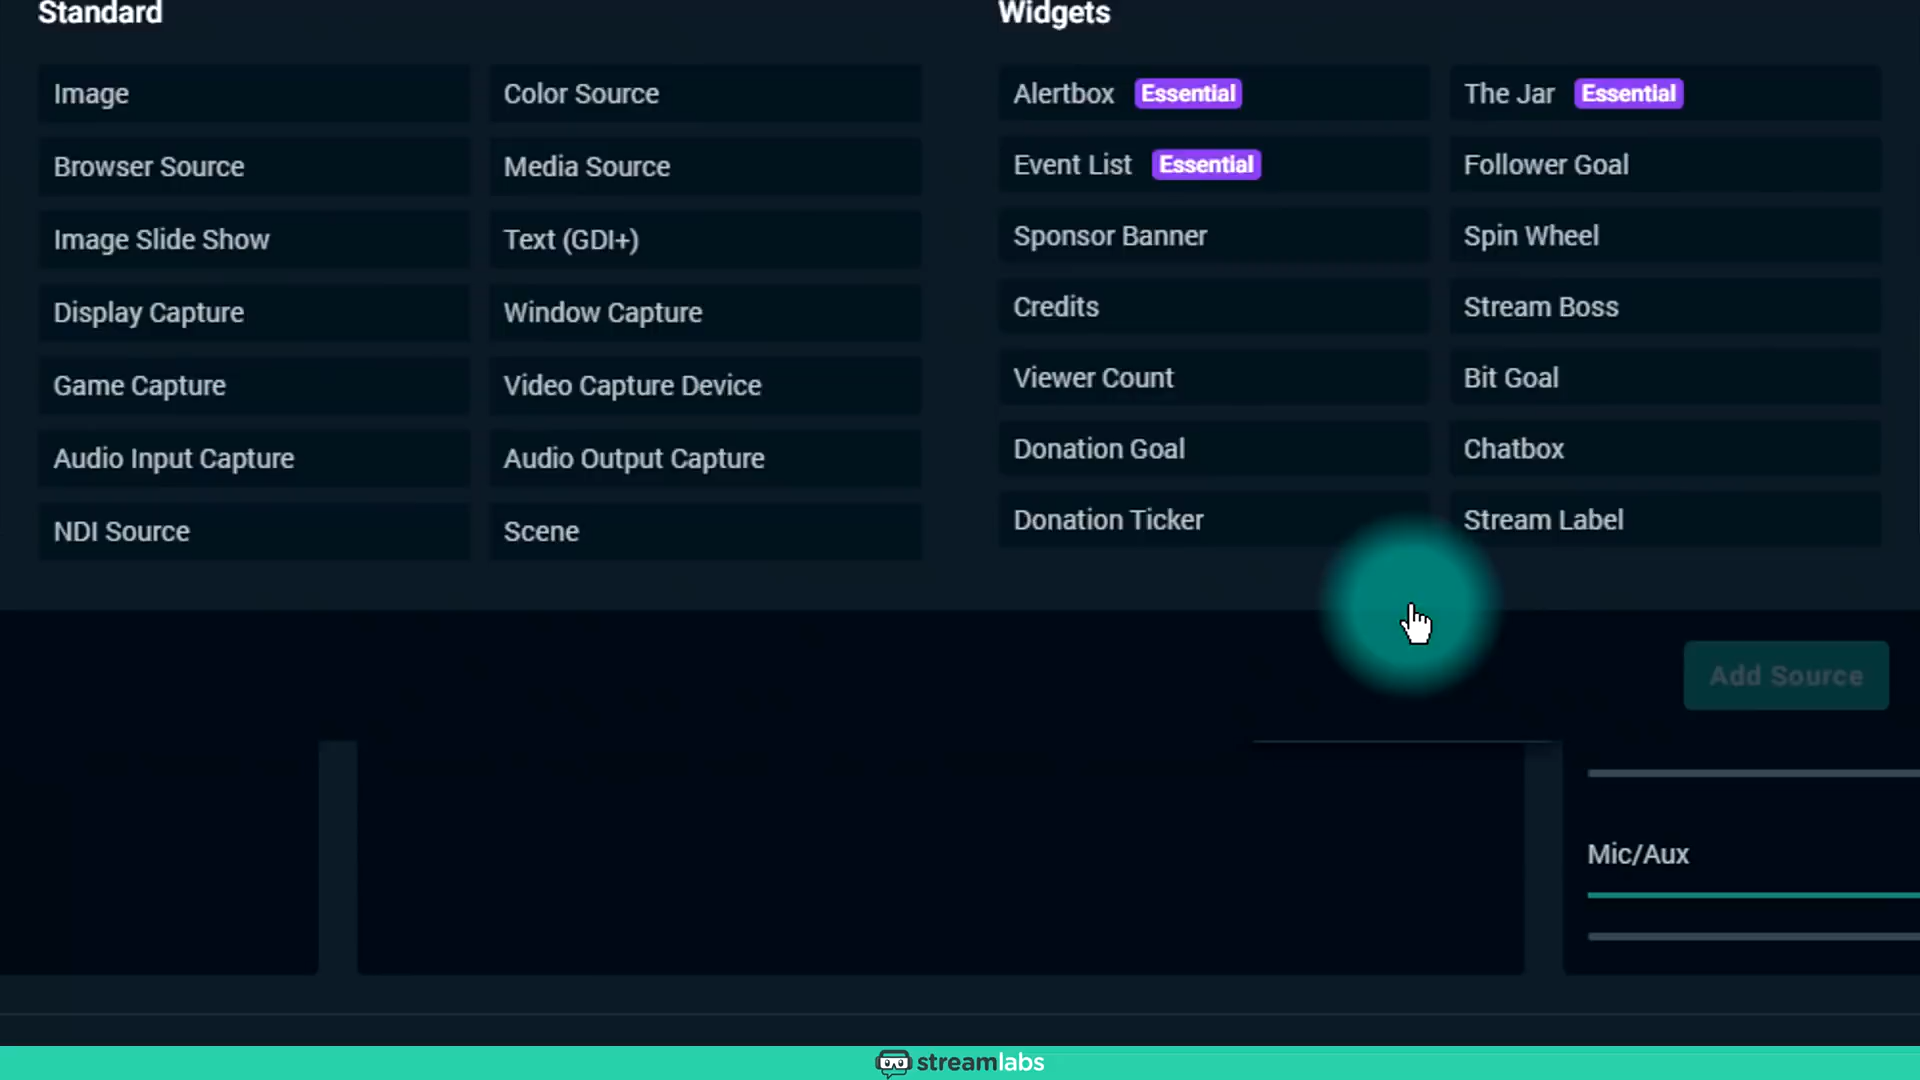 Standard
Image
Color Source
Browser Source
Media Source
Image Slide Show
Text (GDI+)
Display Capture
Window Capture
Game Capture
Video Capture Device
Audio Input Capture
Audio Output Capture
NDI Source
Scene
Widgets
Alertbox Essential
The Jar Essential
Event List Essential
Follower Goal
Sponsor Banner
Spin Wheel
Credits
Stream Boss
Viewer Count
Bit Goal
Donation Goal
Chatbox
Donation Ticker
Stream Label
Add Source
Mic/Aux
streamlabs